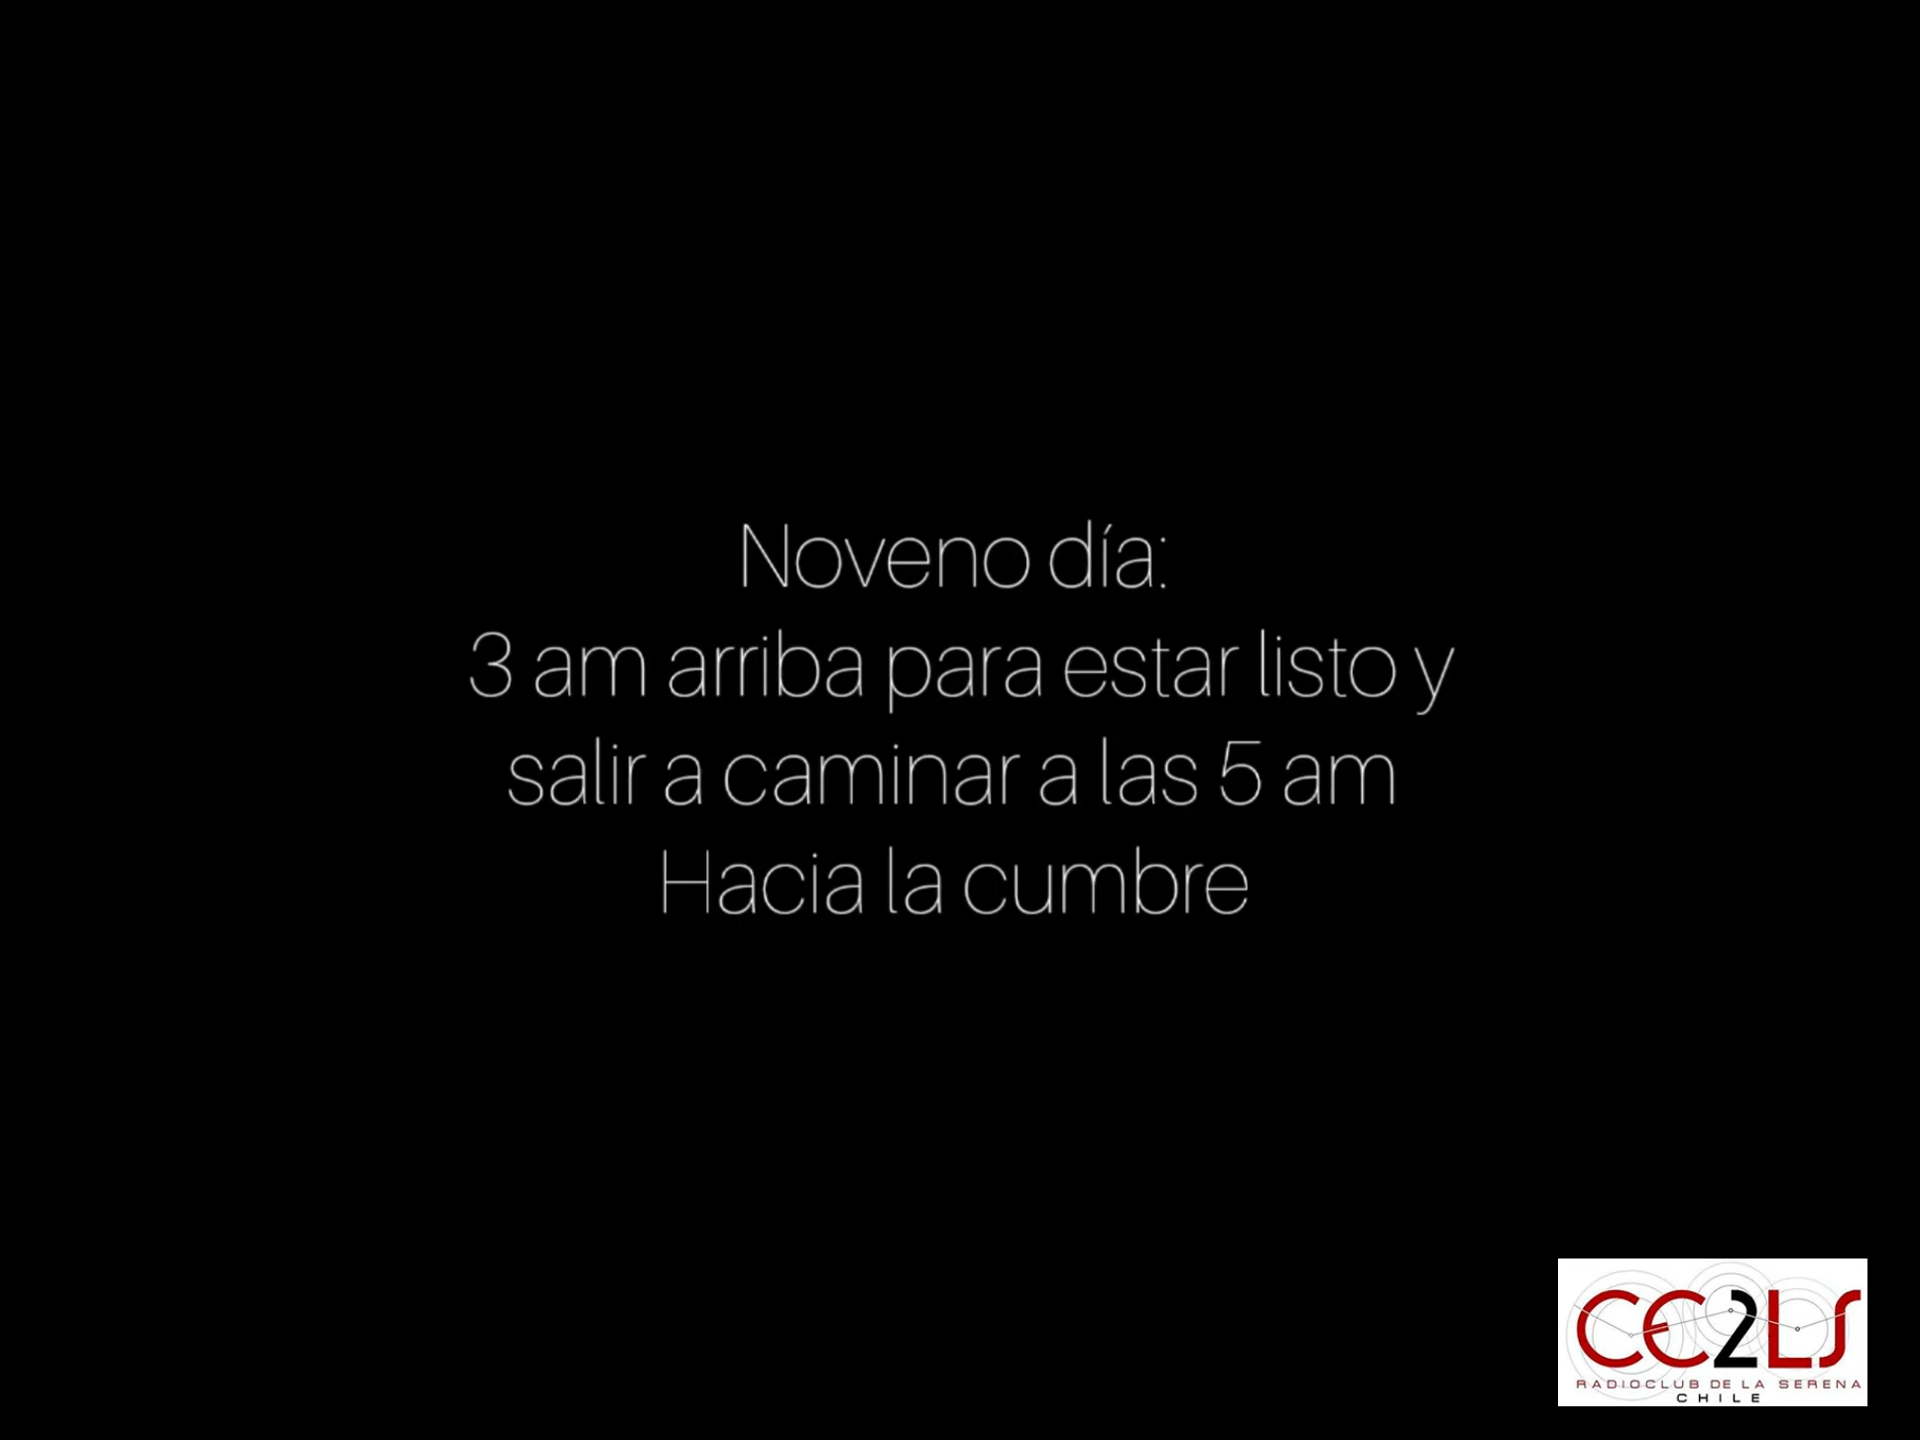 Noveno día:
3 am arriba para estar listo y
salir a caminar a las 5 am
Hacia la cumbre
CE2LS
RADIOCLUB DE LA SERENA
CHILE